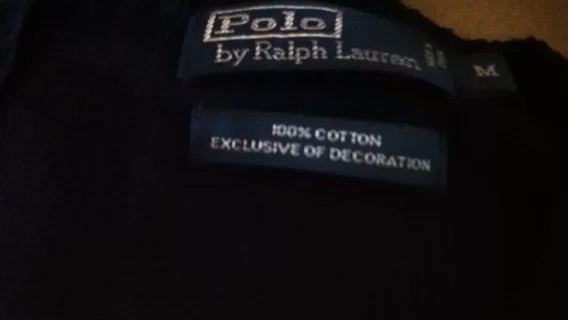 Polo
by Ralph Lauren
M
100% COTTON
EXCLUSIVE OF DECORATION